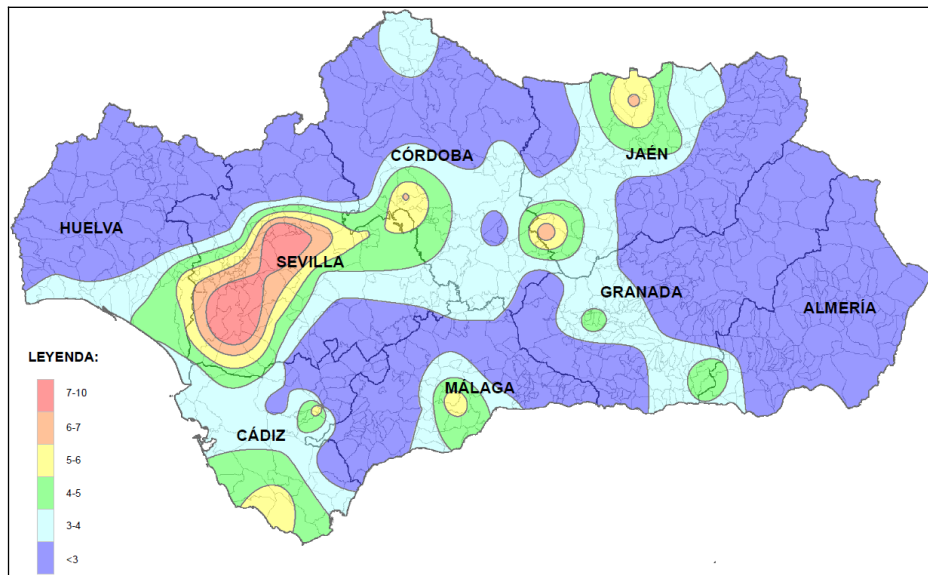 CÓRDOBA
JAÉN
HUELVA
SEVILLA
GRANADA
ALMERÍA
LEYENDA:
MÁLAGA
CÁDIZ
7-10
6-7
5-6
4-5
3-4
<3